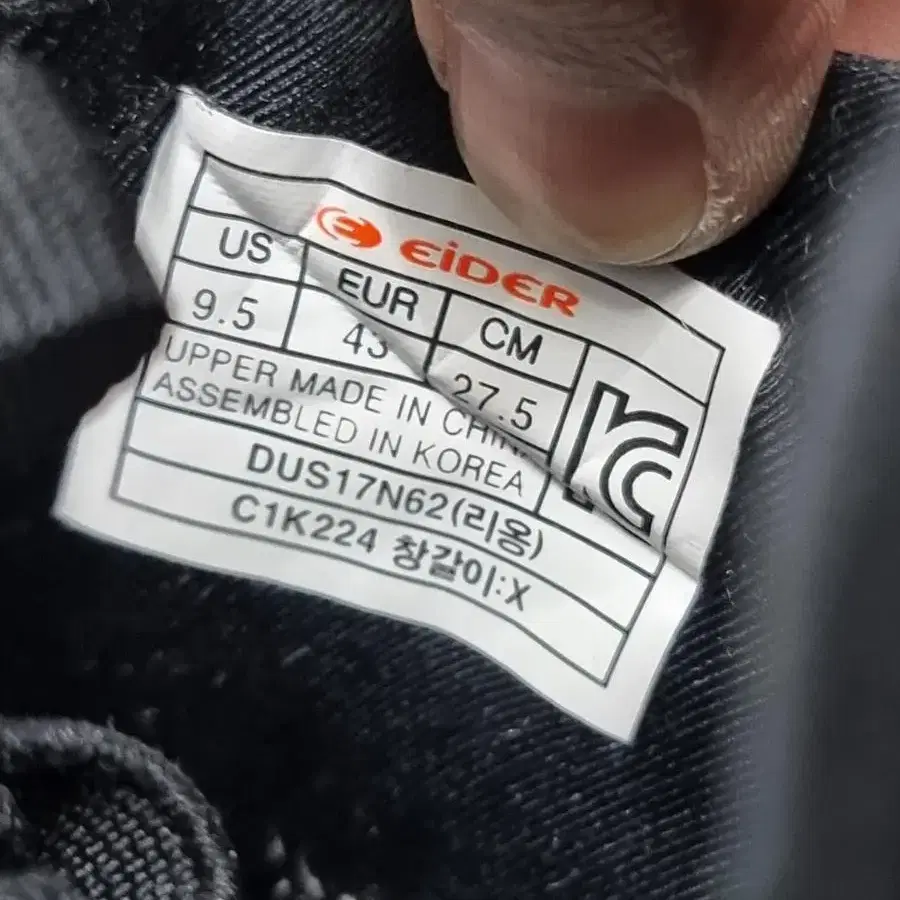 EiDER
US EUR CM
9.5 43 27.5
UPPER MADE IN CHINA
ASSEMBLED IN KOREA
DUS17N62(리옹)
C1K224 창갈이:X